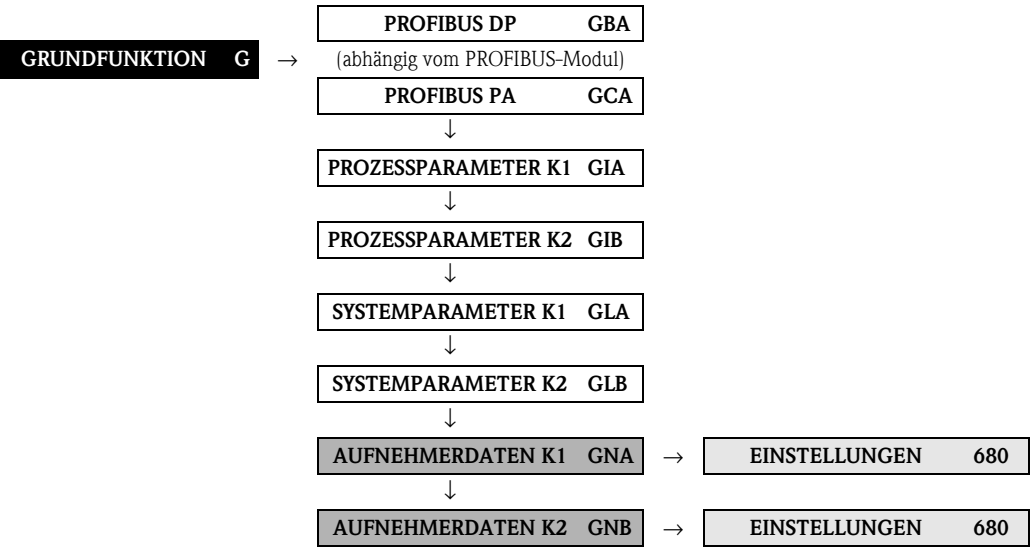 PROFIBUS DP GBA
GRUNDFUNKTION G → (abhängig vom PROFIBUS-Modul)
PROFIBUS PA GCA
↓
PROZESSPARAMETER K1 GIA
↓
PROZESSPARAMETER K2 GIB
↓
SYSTEMPARAMETER K1 GLA
↓
SYSTEMPARAMETER K2 GLB
↓
AUFNEHMERDATEN K1 GNA → EINSTELLUNGEN 680
↓
AUFNEHMERDATEN K2 GNB → EINSTELLUNGEN 680